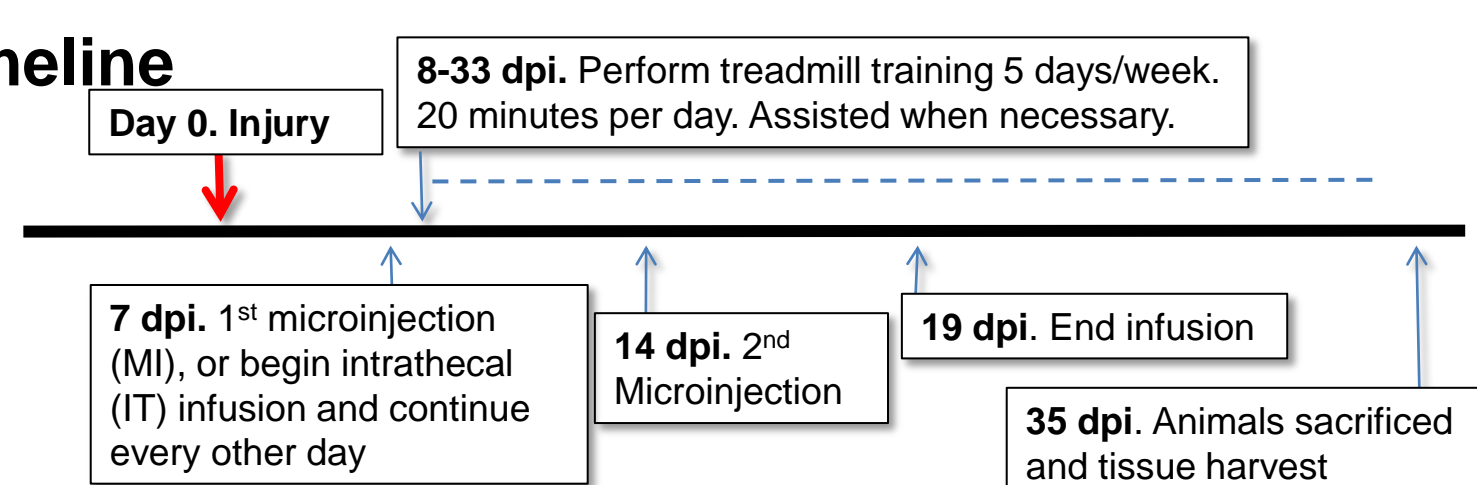 meline
Day 0. Injury
8-33 dpi. Perform treadmill training 5 days/week.
20 minutes per day. Assisted when necessary.
7 dpi. 1st microinjection
(MI), or begin intrathecal
(IT) infusion and continue
every other day
14 dpi. 2nd
Microinjection
19 dpi. End infusion
35 dpi. Animals sacrificed
and tissue harvest